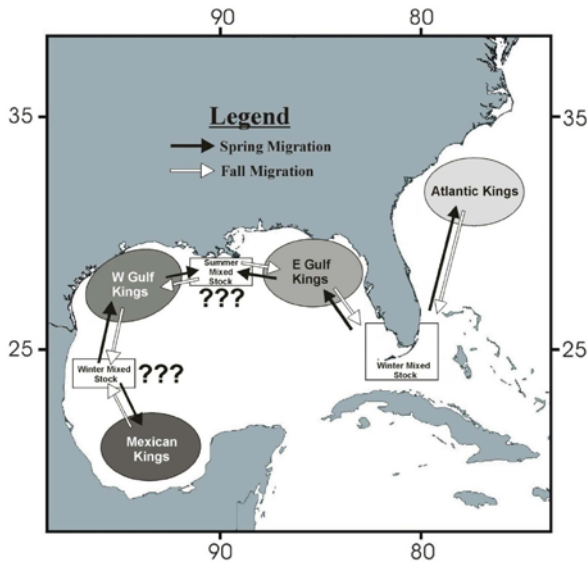 90
80
35
35
Legend
Spring Migration
Fall Migration
Atlantic Kings
Summer
Mixed
Stock
W Gulf
Kings
E Gulf
Kings
???
25
25
Winter Mixed
Stock
???
Winter Mixed
Stock
Mexican
Kings
90
80